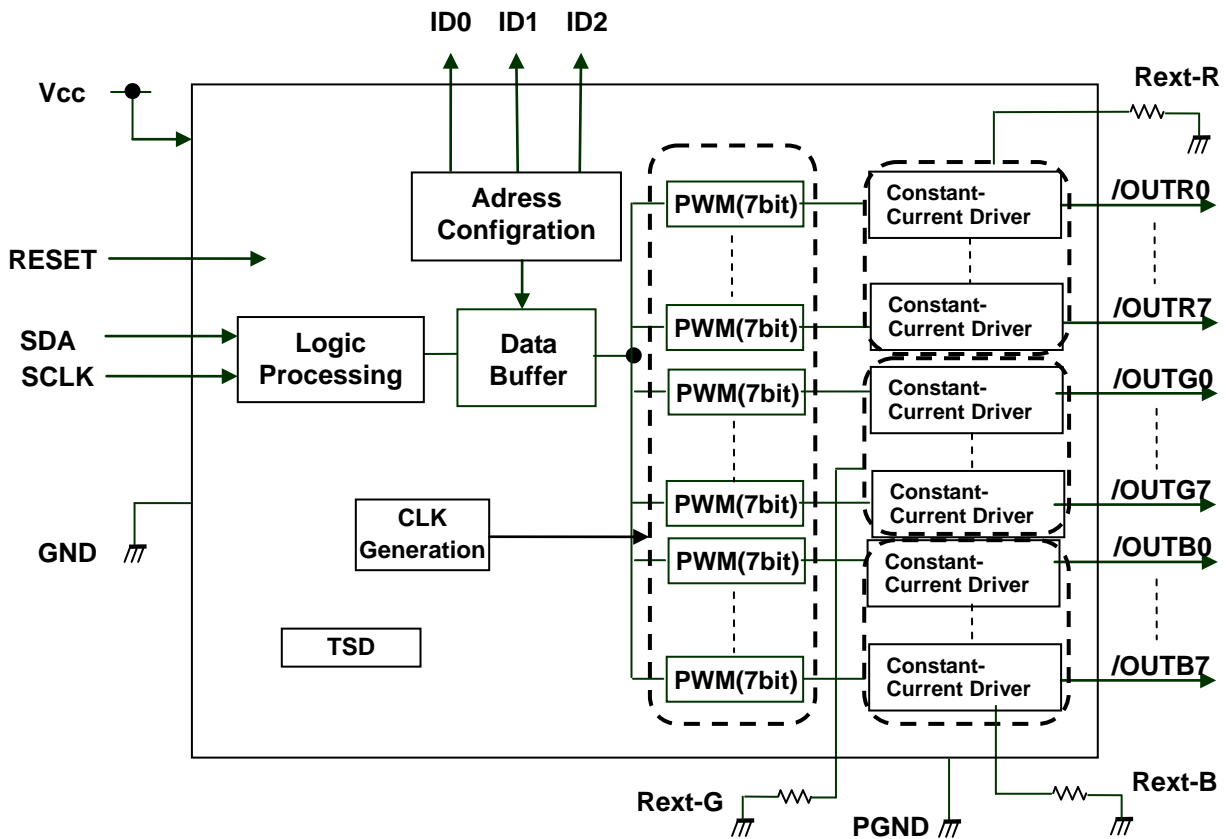 ID0 ID1 ID2
Vcc
Rext-R
Adress
Configration
PWM(7bit)
Constant-
Current Driver
/OUTR0
RESET
PWM(7bit)
Constant-
Current Driver
/OUTR7
SDA
SCLK
Logic
Processing
Data
Buffer
PWM(7bit)
Constant-
Current Driver
/OUTG0
PWM(7bit)
Constant-
Current Driver
/OUTG7
CLK
Generation
GND
PWM(7bit)
Constant-
Current Driver
/OUTB0
TSD
PWM(7bit)
Constant-
Current Driver
/OUTB7
Rext-G
PGND
Rext-B